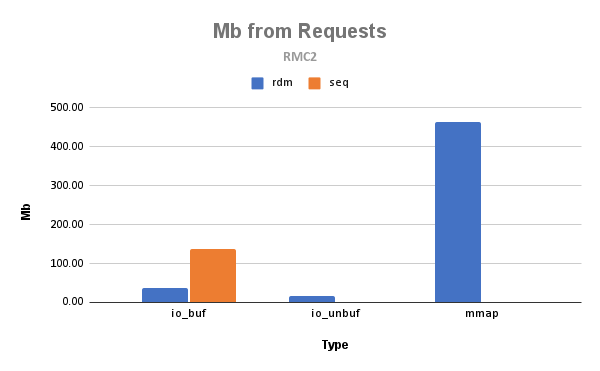 Mb from Requests
RMC2
rdm seq
500.00
400.00
300.00
200.00
100.00
0.00
Mb
io_buf io_unbuf mmap
Type